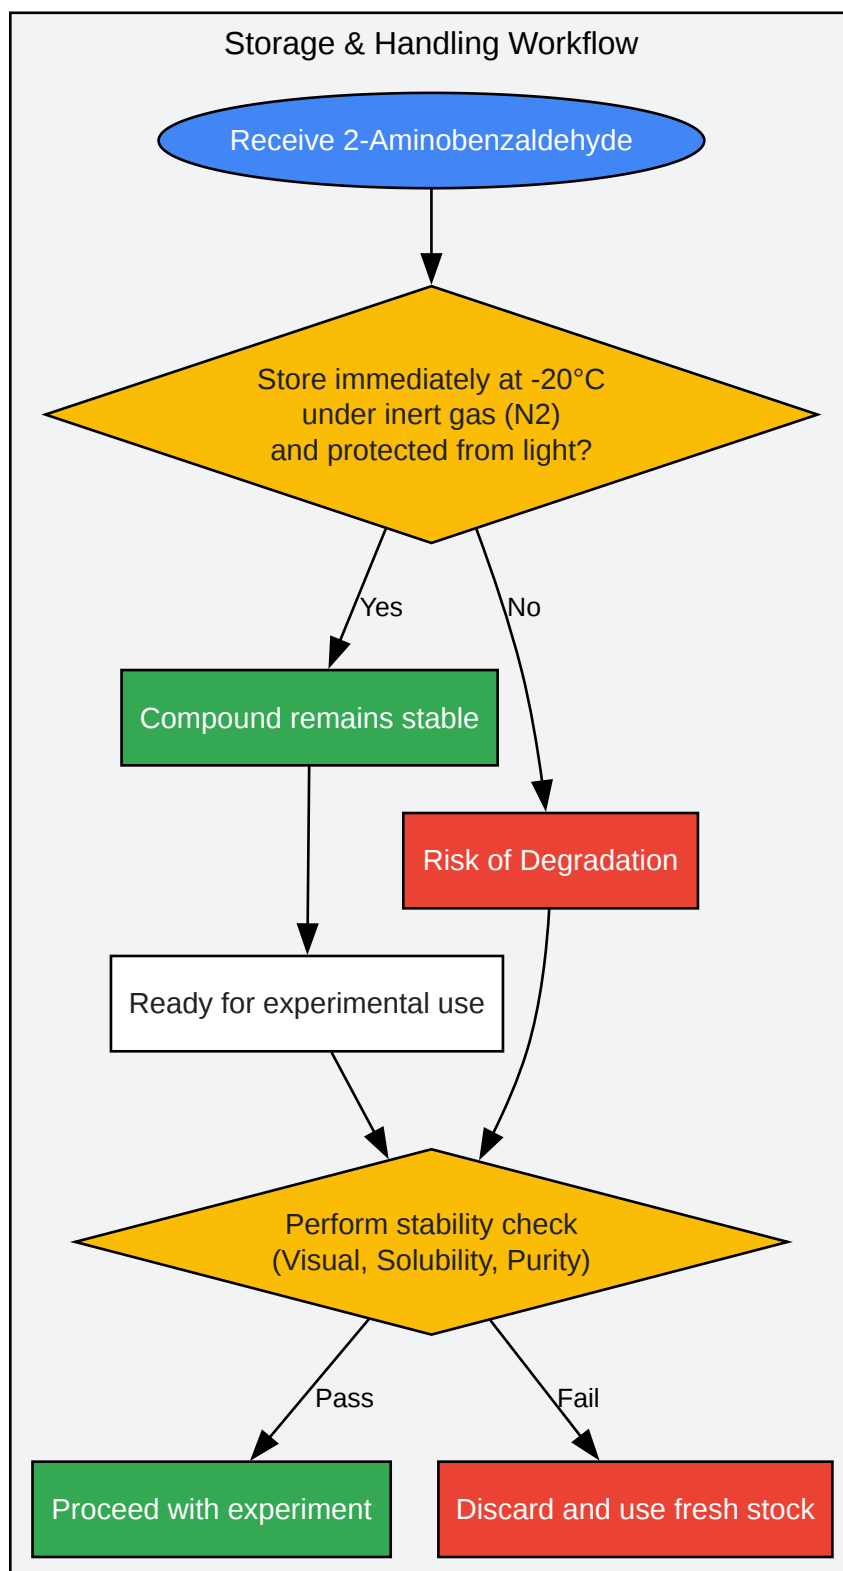 Storage & Handling Workflow
Receive 2-Aminobenzaldehyde
Store immediately at -20°C
under inert gas (N2)
and protected from light?
Yes
No
Compound remains stable
Risk of Degradation
Ready for experimental use
Perform stability check
(Visual, Solubility, Purity)
Pass
Fail
Proceed with experiment
Discard and use fresh stock